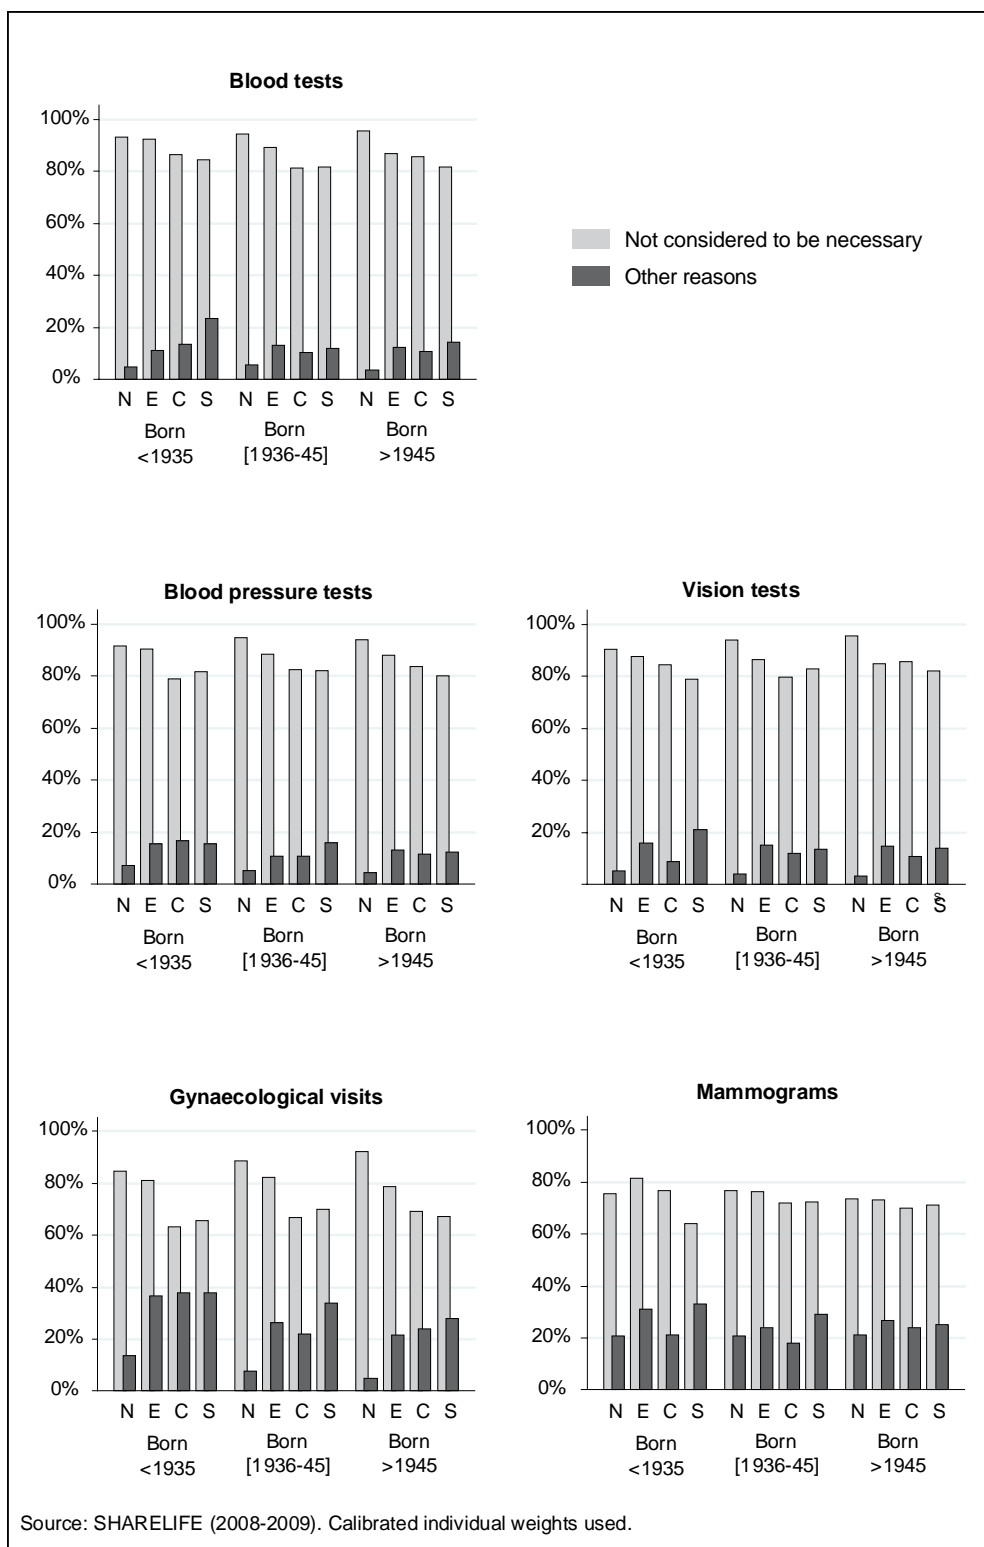 Blood tests
100%
80%
60%
40%
20%
0%
N E C S N E C S N E C S
Born Born Born
<1935 [1936-45] >1945
Not considered to be necessary
Other reasons
Blood pressure tests
100%
80%
60%
40%
20%
0%
N E C S N E C S N E C S
Born Born Born
<1935 [1936-45] >1945
Vision tests
100%
80%
60%
40%
20%
N E C S N E C S N E C S
Born Born Born
<1935 [1936-45] >1945
Gynaecological visits
100%
80%
60%
40%
20%
0%
N E C S N E C S N E C S
Born Born Born
<1935 [1936-45] >1945
Mammograms
100%
80%
60%
40%
20%
0%
N E C S N E C S N E C S
Born Born Born
<1935 [1936-45] >1945
Source: SHARELIFE (2008-2009). Calibrated individual weights used.